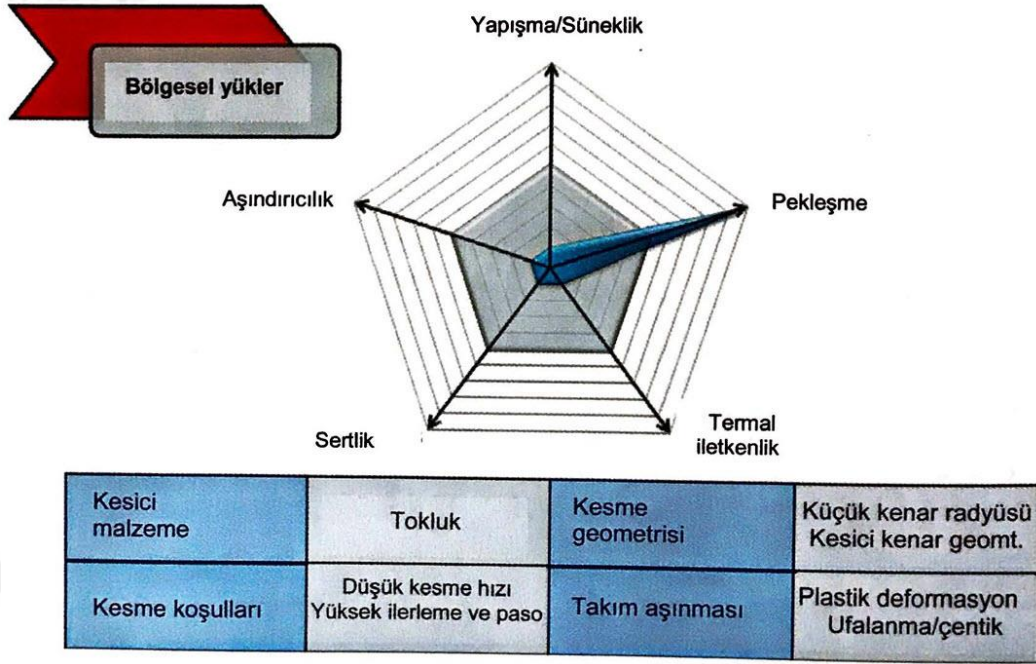 Yapışma/Süneklik
Bölgesel yükler
Aşındırıcılık
Pekleşme
Sertlik
Termal
iletkenlik
Kesici
malzeme
Tokluk
Kesme
geometrisi
Küçük kenar radyüsü
Kesici kenar geomt.
Kesme koşulları
Düşük kesme hızı
Yüksek ilerleme ve paso
Takım aşınması
Plastik deformasyon
Ufalanma/çentik